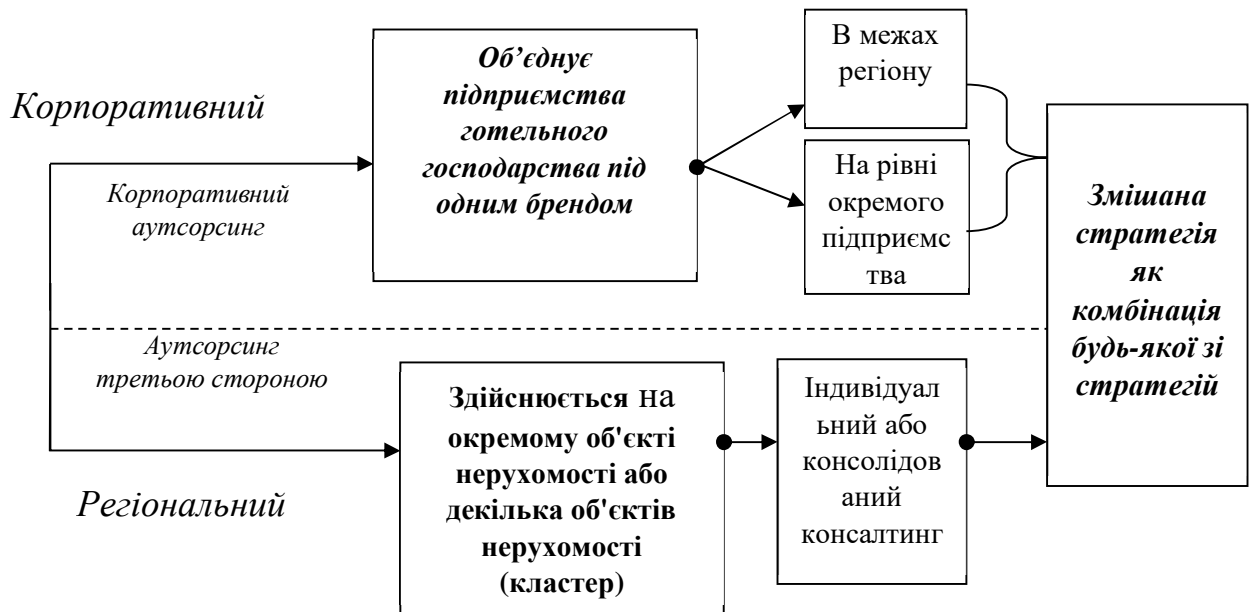 Корпоративний
Корпоративний
аутсорсинг
Об’єднує
підприємства
готельного
господарства під
одним брендом
В межах
регіону
На рівні
окремого
підприємс
тва
Змішана
стратегія
як
комбінація
будь-якої зі
стратегій
Аутсорсинг
третьою стороною
Регіональний
Здійснюється на
окремому об'єкті
нерухомості або
декілька об'єктів
нерухомості
(кластер)
Індивідуал
ьний або
консолідов
аний
консалтинг